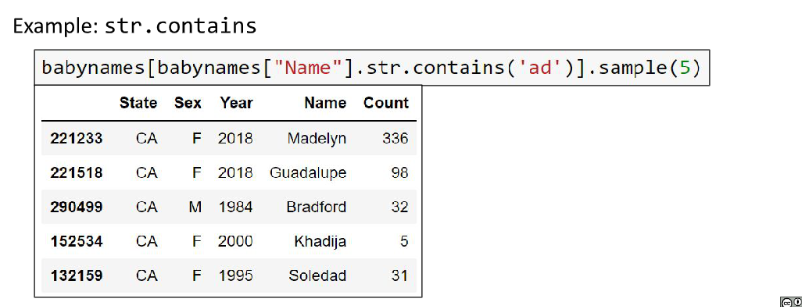 Example: str.contains
babynames[babynames["Name"].str.contains('ad')].sample(5)
State Sex Year Name Count
221233 CA F 2018 Madelyn 336
221518 CA F 2018 Guadalupe 98
290499 CA M 1984 Bradford 32
152534 CA F 2000 Khadija 5
132159 CA F 1995 Soledad 31